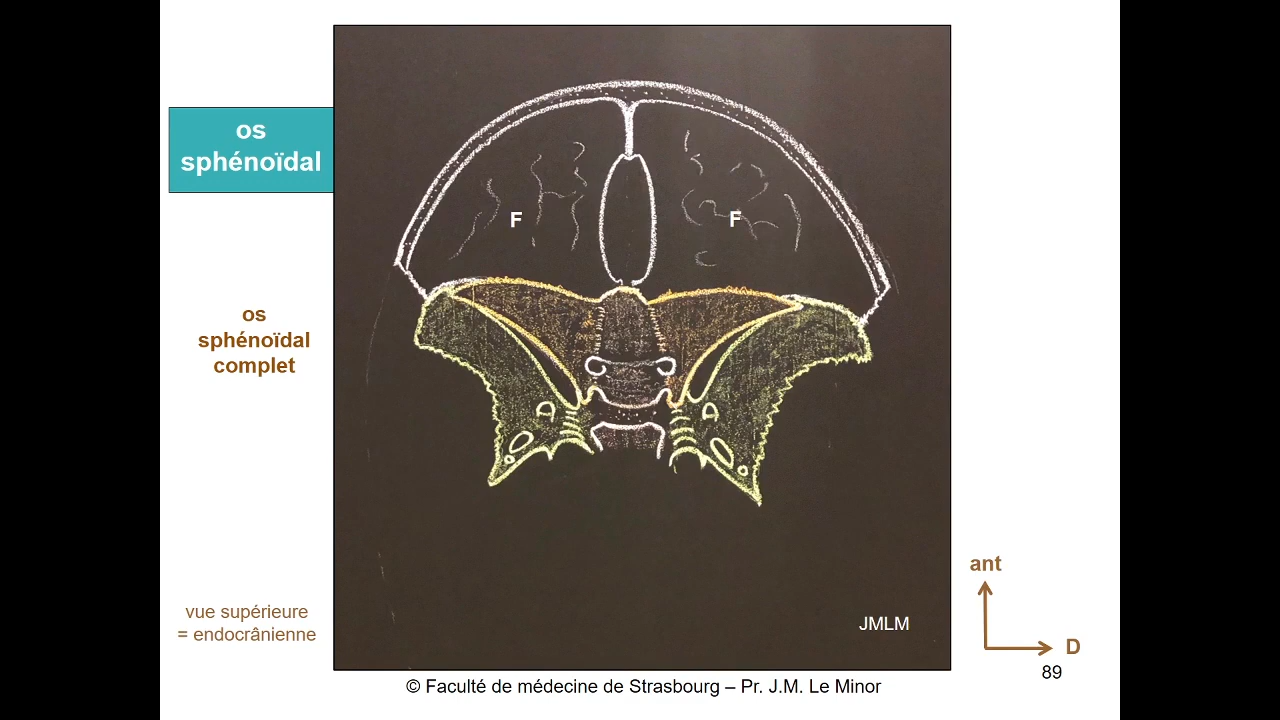 os
sphénoïdal
F
F
os
sphénoïdal
complet
ant
vue supérieure
= endocrânienne
JMLM
D
89
© Faculté de médecine de Strasbourg – Pr. J.M. Le Minor